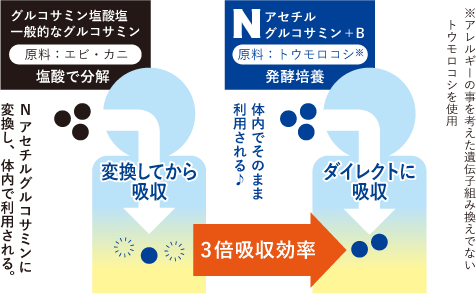 グルコサミン塩酸塩
一般的なグルコサミン
原料：エビ・カニ
塩酸で分解
Nアセチルグルコサミンに
変換し、体内で利用される。
変換してから
吸収
N アセチル
グルコサミン＋B
原料：トウモロコシ※
発酵培養
体内でそのまま
利用される♪
ダイレクトに
吸収
3倍吸収効率
※アレルギーの事を考えた遺伝子組み換えでない
トウモロコシを使用